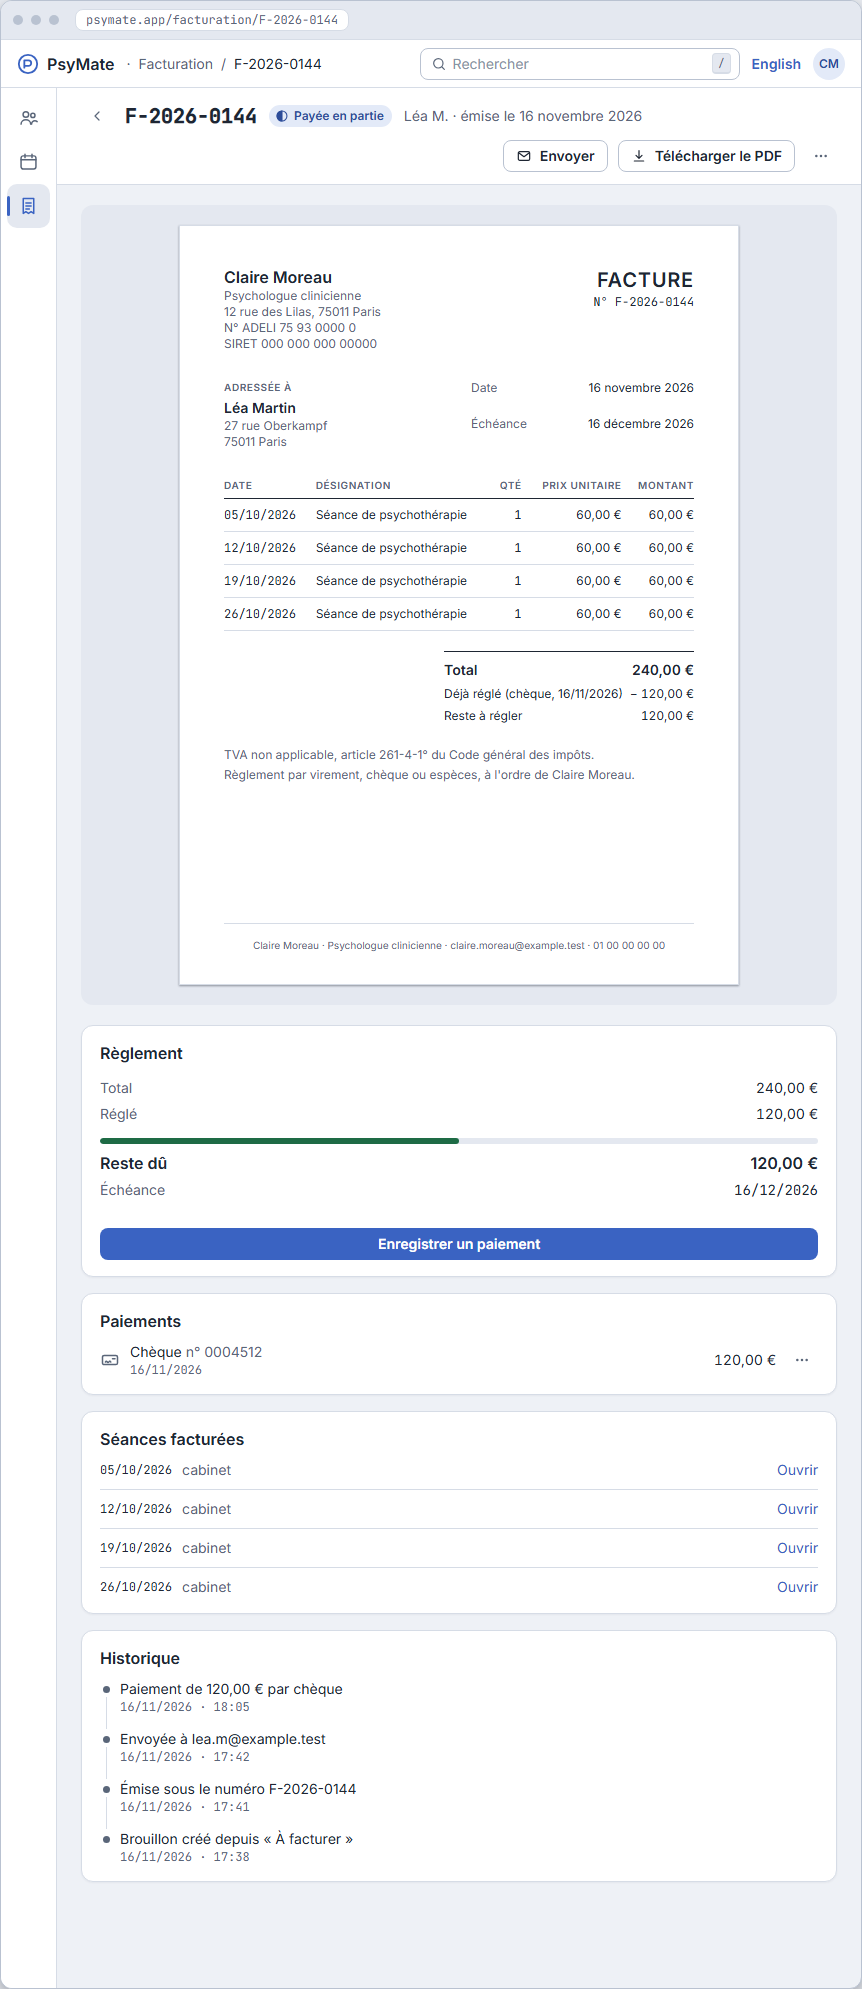 psymate.app/facturation/F-2026-0144
PsyMate · Facturation / F-2026-0144
Rechercher /
English
CM
F-2026-0144
Payée en partie
Léa M. · émise le 16 novembre 2026
Envoyer
Télécharger le PDF
Claire Moreau
Psychologue clinicienne
12 rue des Lilas, 75011 Paris
N° ADELI 75 93 0000 0
SIRET 000 000 000 00000
FACTURE
N° F-2026-0144
ADRESSÉE À
Léa Martin
27 rue Oberkampf
75011 Paris
Date 16 novembre 2026
Échéance 16 décembre 2026
DATE DÉSIGNATION QTÉ PRIX UNITAIRE MONTANT
05/10/2026 Séance de psychothérapie 1 60,00 € 60,00 €
12/10/2026 Séance de psychothérapie 1 60,00 € 60,00 €
19/10/2026 Séance de psychothérapie 1 60,00 € 60,00 €
26/10/2026 Séance de psychothérapie 1 60,00 € 60,00 €
Total 240,00 €
Déjà réglé (chèque, 16/11/2026) − 120,00 €
Reste à régler 120,00 €
TVA non applicable, article 261-4-1° du Code général des impôts.
Règlement par virement, chèque ou espèces, à l'ordre de Claire Moreau.
Claire Moreau · Psychologue clinicienne · claire.moreau@example.test · 01 00 00 00 00
Règlement
Total 240,00 €
Réglé 120,00 €
Reste dû 120,00 €
Échéance 16/12/2026
Enregistrer un paiement
Paiements
Chèque n° 0004512
16/11/2026
120,00 €
Séances facturées
05/10/2026 cabinet Ouvrir
12/10/2026 cabinet Ouvrir
19/10/2026 cabinet Ouvrir
26/10/2026 cabinet Ouvrir
Historique
Paiement de 120,00 € par chèque
16/11/2026 · 18:05
Envoyée à lea.m@example.test
16/11/2026 · 17:42
Émise sous le numéro F-2026-0144
16/11/2026 · 17:41
Brouillon créé depuis « À facturer »
16/11/2026 · 17:38